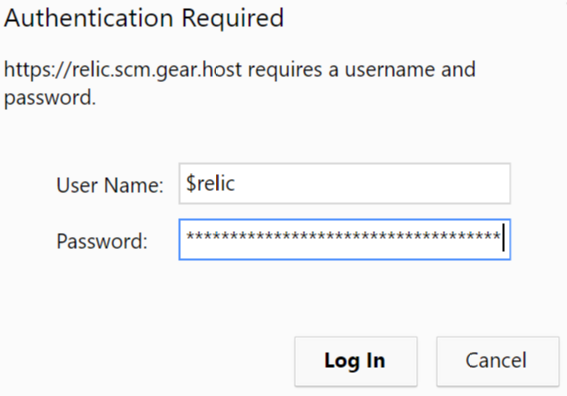 Authentication Required
https://relic.scm.gear.host requires a username and
password.
User Name: $relic
Password: ************************************
Log In Cancel